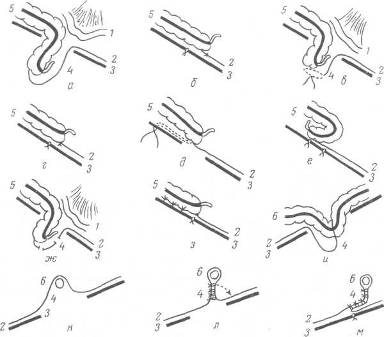 5 1 5 5 1
4 2 3 2 3 4 2 3
а б в
5 2 3 5 2 3 5 2 3
г д е
5 1 5 6
4 2 3 2 3 2 3 4
ж з и
6 4 6 4 6 4
2 3 2 3 2 3
к л м